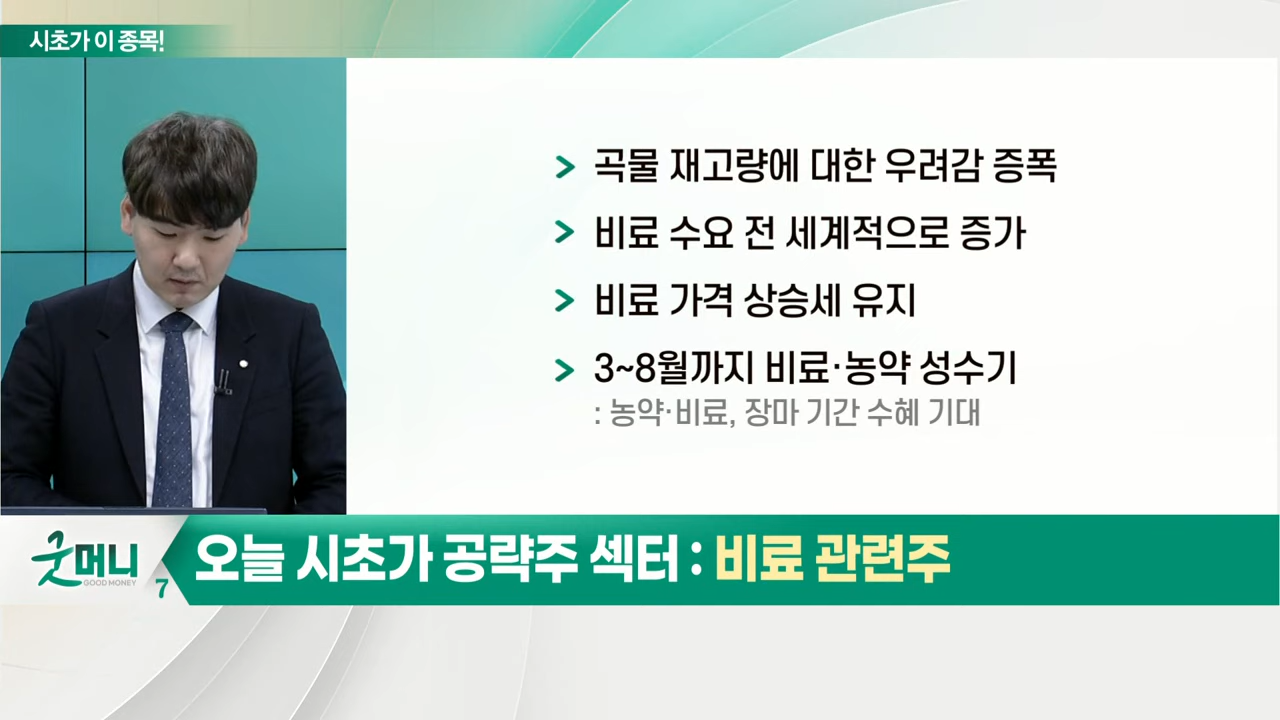 시초가 이 종목!
> 곡물 재고량에 대한 우려감 증폭
> 비료 수요 전 세계적으로 증가
> 비료 가격 상승세 유지
> 3~8월까지 비료·농약 성수기
: 농약·비료, 장마 기간 수혜 기대
굿머니
GOOD MONEY
7
오늘 시초가 공략주 섹터 : 비료 관련주